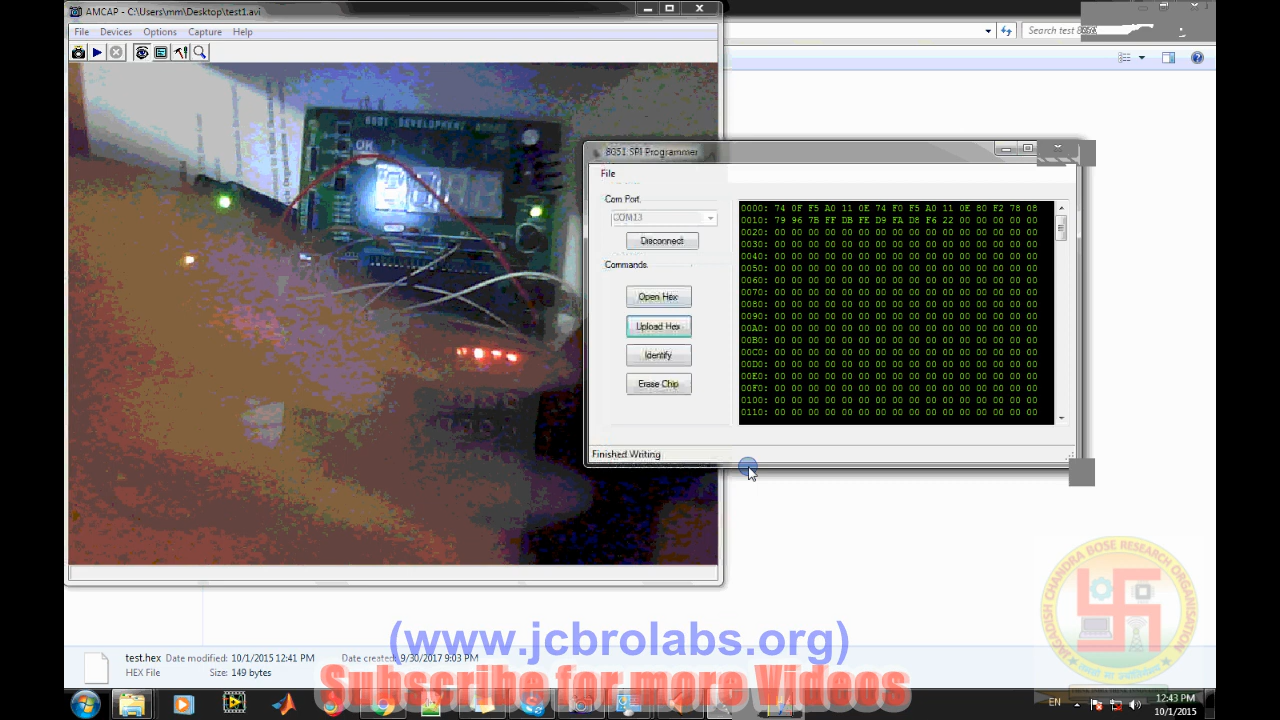 AMCAP - C:\Users\mm\Desktop\test1.avi
File Devices Options Capture Help
Search test 8051
8051 DEVELOPMENT BOARD
8051 SPI Programmer
File
Com Port.
COM13
Disconnect
Commands.
Open Hex
Upload Hex
Identify
Erase Chip
0000: 74 0F F5 A0 11 0E 74 F0 F5 A0 11 0E 80 F2 78 08
0010: 79 96 7B FF DB FE D9 FA D8 F6 22 00 00 00 00 00
0020: 00 00 00 00 00 00 00 00 00 00 00 00 00 00 00 00
0030: 00 00 00 00 00 00 00 00 00 00 00 00 00 00 00 00
0040: 00 00 00 00 00 00 00 00 00 00 00 00 00 00 00 00
0050: 00 00 00 00 00 00 00 00 00 00 00 00 00 00 00 00
0060: 00 00 00 00 00 00 00 00 00 00 00 00 00 00 00 00
0070: 00 00 00 00 00 00 00 00 00 00 00 00 00 00 00 00
0080: 00 00 00 00 00 00 00 00 00 00 00 00 00 00 00 00
0090: 00 00 00 00 00 00 00 00 00 00 00 00 00 00 00 00
00A0: 00 00 00 00 00 00 00 00 00 00 00 00 00 00 00 00
00B0: 00 00 00 00 00 00 00 00 00 00 00 00 00 00 00 00
00C0: 00 00 00 00 00 00 00 00 00 00 00 00 00 00 00 00
00D0: 00 00 00 00 00 00 00 00 00 00 00 00 00 00 00 00
00E0: 00 00 00 00 00 00 00 00 00 00 00 00 00 00 00 00
00F0: 00 00 00 00 00 00 00 00 00 00 00 00 00 00 00 00
0100: 00 00 00 00 00 00 00 00 00 00 00 00 00 00 00 00
0110: 00 00 00 00 00 00 00 00 00 00 00 00 00 00 00 00
Finished Writing
JAGADISH CHANDRA BOSE RESEARCH ORGANISATION
(www.jcbrolabs.org)
test.hex Date modified: 10/1/2015 12:41 PM Date created: 9/30/2017 9:03 PM
HEX File Size: 149 bytes
Subscribe for more Videos
EN
12:43 PM
10/1/2015